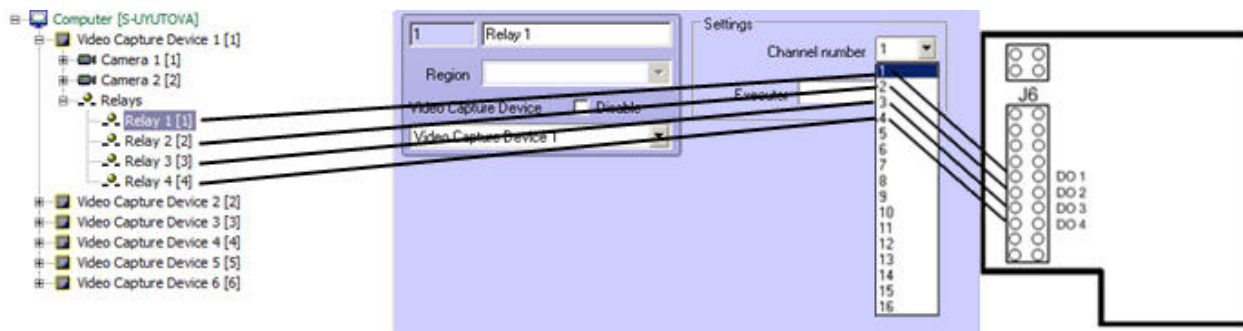 Computer [S-UYUTOVA]
Video Capture Device 1 [1]
Camera 1 [1]
Camera 2 [2]
Relays
Relay 1 [1]
Relay 2 [2]
Relay 3 [3]
Relay 4 [4]
Video Capture Device 2 [2]
Video Capture Device 3 [3]
Video Capture Device 4 [4]
Video Capture Device 5 [5]
Video Capture Device 6 [6]
1 Relay 1
Region
Video Capture Device Disable
Video Capture Device 1
Settings
Channel number 1
Executor
1
2
3
4
5
6
7
8
9
10
11
12
13
14
15
16
J6
DO 1
DO 2
DO 3
DO 4